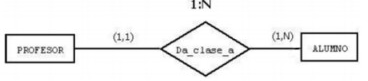 1:N
(1,1)
(1,N)
PROFESOR
Da_clase_a
ALUMNO